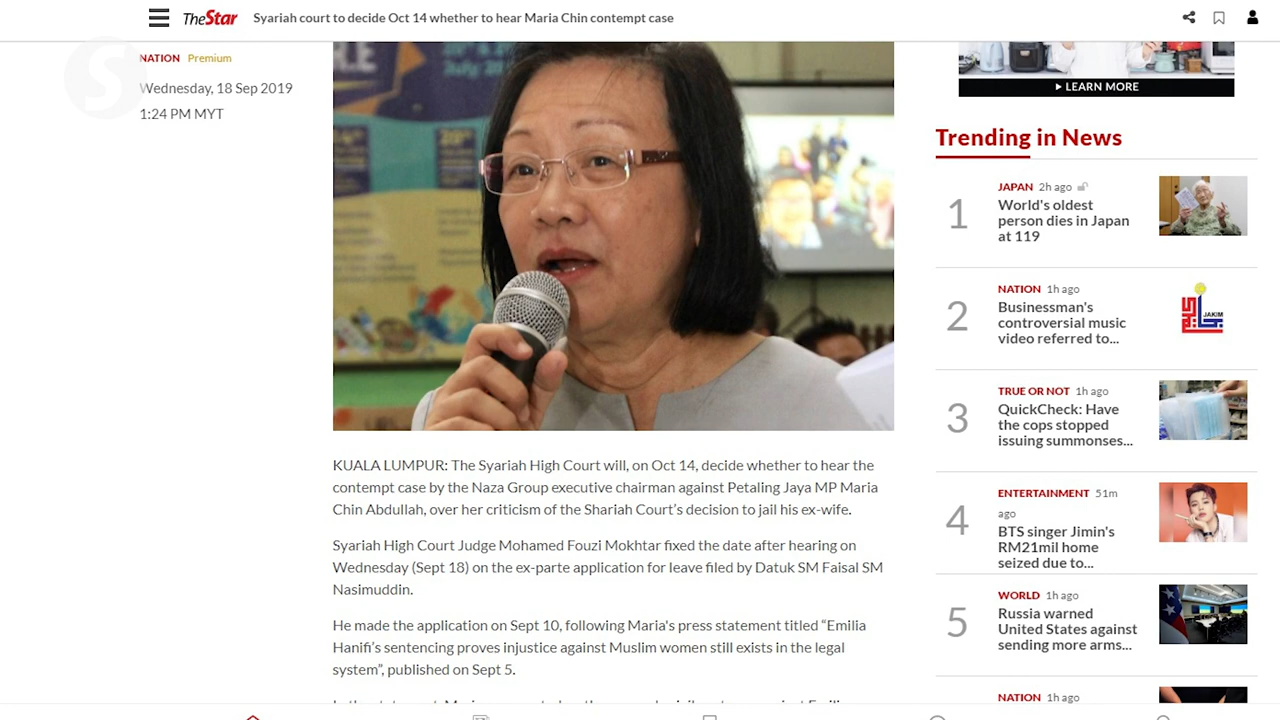 TheStar
Syariah court to decide Oct 14 whether to hear Maria Chin contempt case
NATION Premium
Wednesday, 18 Sep 2019
1:24 PM MYT
KUALA LUMPUR: The Syariah High Court will, on Oct 14, decide whether to hear the
contempt case by the Naza Group executive chairman against Petaling Jaya MP Maria
Chin Abdullah, over her criticism of the Shariah Court’s decision to jail his ex-wife.
Syariah High Court Judge Mohamed Fouzi Mokhtar fixed the date after hearing on
Wednesday (Sept 18) on the ex-parte application for leave filed by Datuk SM Faisal SM
Nasimuddin.
He made the application on Sept 10, following Maria's press statement titled “Emilia
Hanifi’s sentencing proves injustice against Muslim women still exists in the legal
system”, published on Sept 5.
LEARN MORE
Trending in News
1
JAPAN 2h ago
World's oldest
person dies in Japan
at 119
2
NATION 1h ago
Businessman's
controversial music
video referred to...
JAKIM
3
TRUE OR NOT 1h ago
QuickCheck: Have
the cops stopped
issuing summonses...
4
ENTERTAINMENT 51m
ago
BTS singer Jimin's
RM21mil home
seized due to...
5
WORLD 1h ago
Russia warned
United States against
sending more arms...
NATION 1h ago